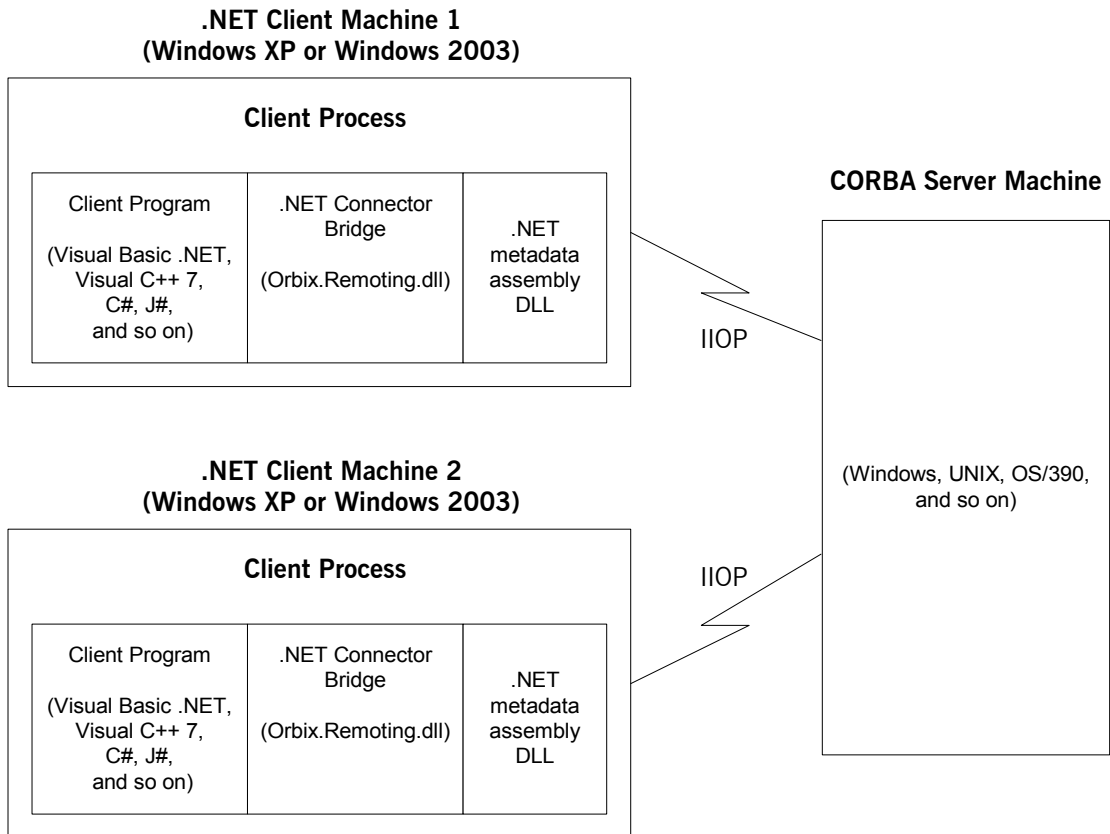 .NET Client Machine 1
(Windows XP or Windows 2003)
Client Process
Client Program
(Visual Basic .NET,
Visual C++ 7,
C#, J#,
and so on)
.NET Connector
Bridge
(Orbix.Remoting.dll)
.NET
metadata
assembly
DLL
IIOP
CORBA Server Machine
(Windows, UNIX, OS/390,
and so on)
.NET Client Machine 2
(Windows XP or Windows 2003)
Client Process
Client Program
(Visual Basic .NET,
Visual C++ 7,
C#, J#,
and so on)
.NET Connector
Bridge
(Orbix.Remoting.dll)
.NET
metadata
assembly
DLL
IIOP